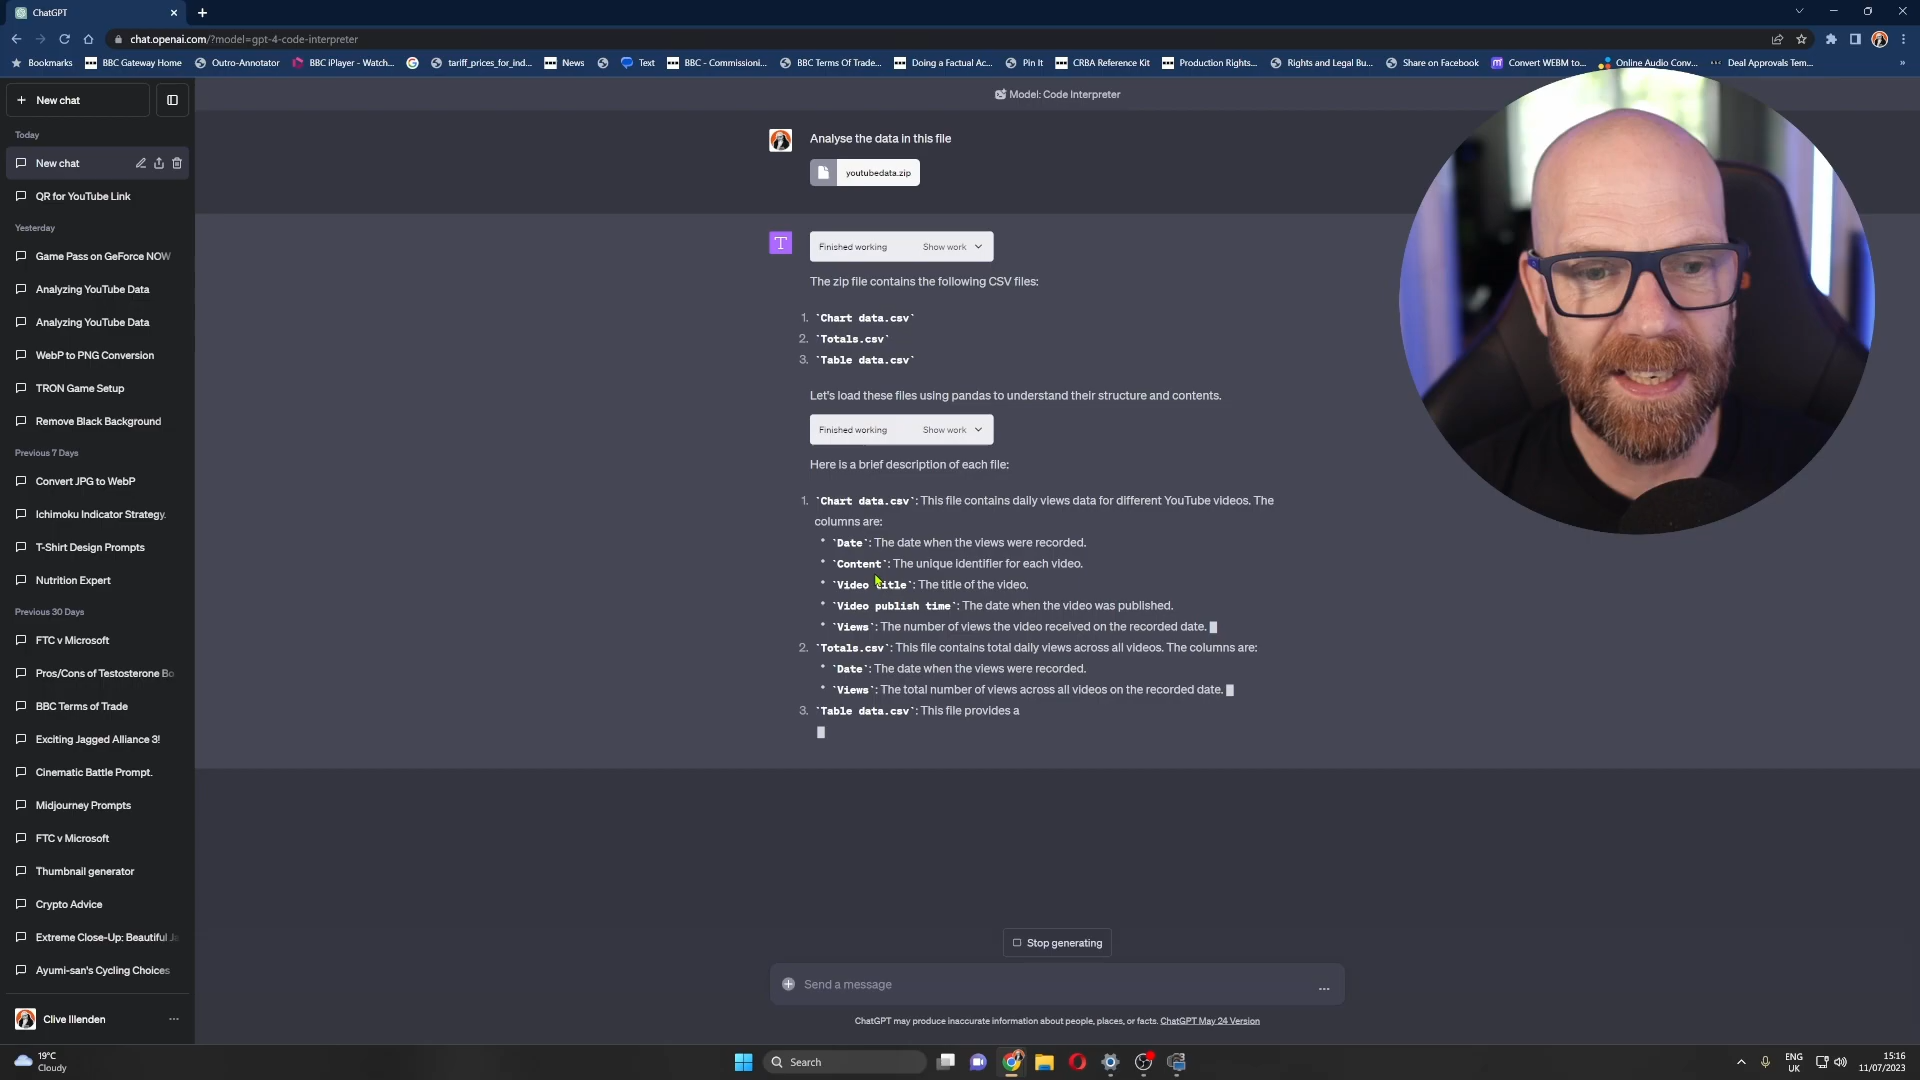 ChatGPT
chat.openai.com/?model=gpt-4-code-interpreter
Bookmarks
BBC Gateway Home
Outro-Annotator
BBC iPlayer - Watch...
tariff_prices_for_ind...
News
Text
BBC - Commissioni...
BBC Terms Of Trade...
Doing a Factual Ac...
Pin It
CRBA Reference Kit
Production Rights...
Rights and Legal Bu...
Share on Facebook
Convert WEBM to...
Online Audio Conv...
Deal Approvals Tem...
»
+ New chat
Today
New chat
QR for YouTube Link
Yesterday
Game Pass on GeForce NOW
Analyzing YouTube Data
Analyzing YouTube Data
WebP to PNG Conversion
TRON Game Setup
Remove Black Background
Previous 7 Days
Convert JPG to WebP
Ichimoku Indicator Strategy.
T-Shirt Design Prompts
Nutrition Expert
Previous 30 Days
FTC v Microsoft
Pros/Cons of Testosterone Bo
BBC Terms of Trade
Exciting Jagged Alliance 3!
Cinematic Battle Prompt.
Midjourney Prompts
FTC v Microsoft
Thumbnail generator
Crypto Advice
Extreme Close-Up: Beautiful Ja
Ayumi-san's Cycling Choices
Clive Illenden
...
Model: Code Interpreter
Analyse the data in this file
youtubedata.zip
T
Finished working Show work
The zip file contains the following CSV files:
1. `Chart data.csv`
2. `Totals.csv`
3. `Table data.csv`
Let's load these files using pandas to understand their structure and contents.
Finished working Show work
Here is a brief description of each file:
1. `Chart data.csv`: This file contains daily views data for different YouTube videos. The
columns are:
• `Date`: The date when the views were recorded.
• `Content`: The unique identifier for each video.
• `Video title`: The title of the video.
• `Video publish time`: The date when the video was published.
• `Views`: The number of views the video received on the recorded date.
2. `Totals.csv`: This file contains total daily views across all videos. The columns are:
• `Date`: The date when the views were recorded.
• `Views`: The total number of views across all videos on the recorded date.
3. `Table data.csv`: This file provides a
Stop generating
Send a message
...
ChatGPT may produce inaccurate information about people, places, or facts. ChatGPT May 24 Version
19°C
Cloudy
Search
ENG
UK
15:16
11/07/2023